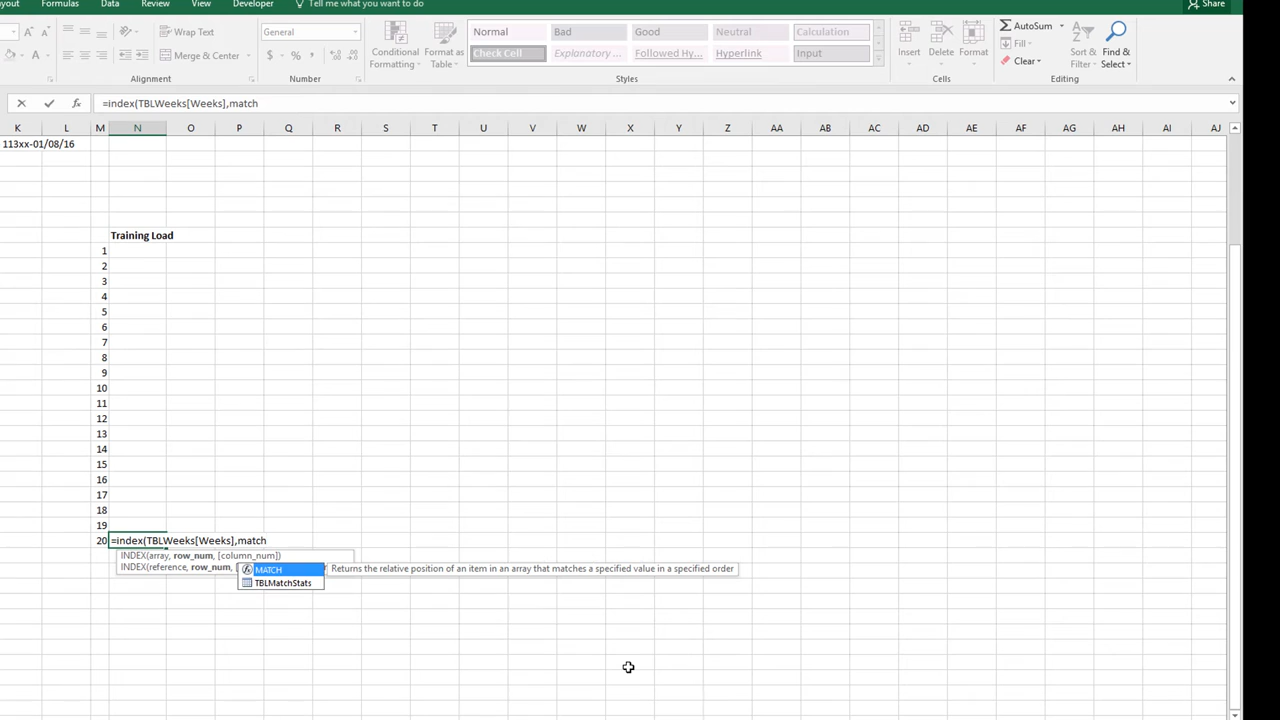 ayout Formulas Data Review View Developer Tell me what you want to do Share
Wrap Text General Conditional Formatting Format as Table Normal Bad Good Neutral Calculation Insert Delete Format AutoSum Sort & Filter Find & Select
Merge & Center % , Check Cell Explanatory ... Followed Hy... Hyperlink Input Fill Clear
Alignment Number Styles Cells Editing
fx =index(TBLWeeks[Weeks],match
K L M N O P Q R S T U V W X Y Z AA AB AC AD AE AF AG AH AI AJ
113xx-01/08/16
Training Load
1
2
3
4
5
6
7
8
9
10
11
12
13
14
15
16
17
18
19
20 =index(TBLWeeks[Weeks],match
INDEX(array, row_num, [column_num])
INDEX(reference, row_num, [
MATCH Returns the relative position of an item in an array that matches a specified value in a specified order
TBLMatchStats